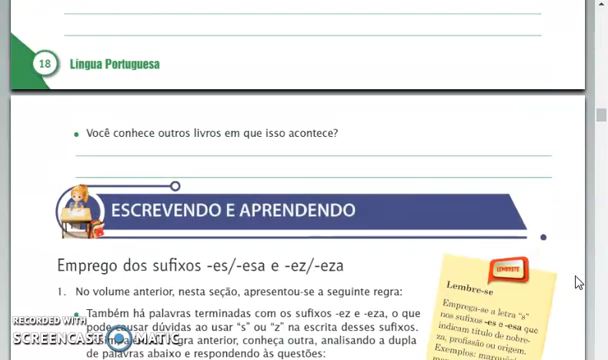 18 Língua Portuguesa
Você conhece outros livros em que isso acontece?
ESCREVENDO E APRENDENDO
Emprego dos sufixos -es/-esa e -ez/-eza
1. No volume anterior, nesta seção, apresentou-se a seguinte regra:
Também há palavras terminadas com os sufixos -ez e -eza, o que
pode causar dúvidas ao usar "s" ou "z" na escrita desses sufixos.
gra anterior, conheça outra, analisando a dupla
de palavras abaixo e respondendo às questões:
LEMBRETE
Lembre-se
Emprega-se a letra "s"
nos sufixos -es e -esa que
indicam título de nobre-
za, profissão ou origem.
Exemplos:
RECORDED WITH
SCREENCAST MATIC